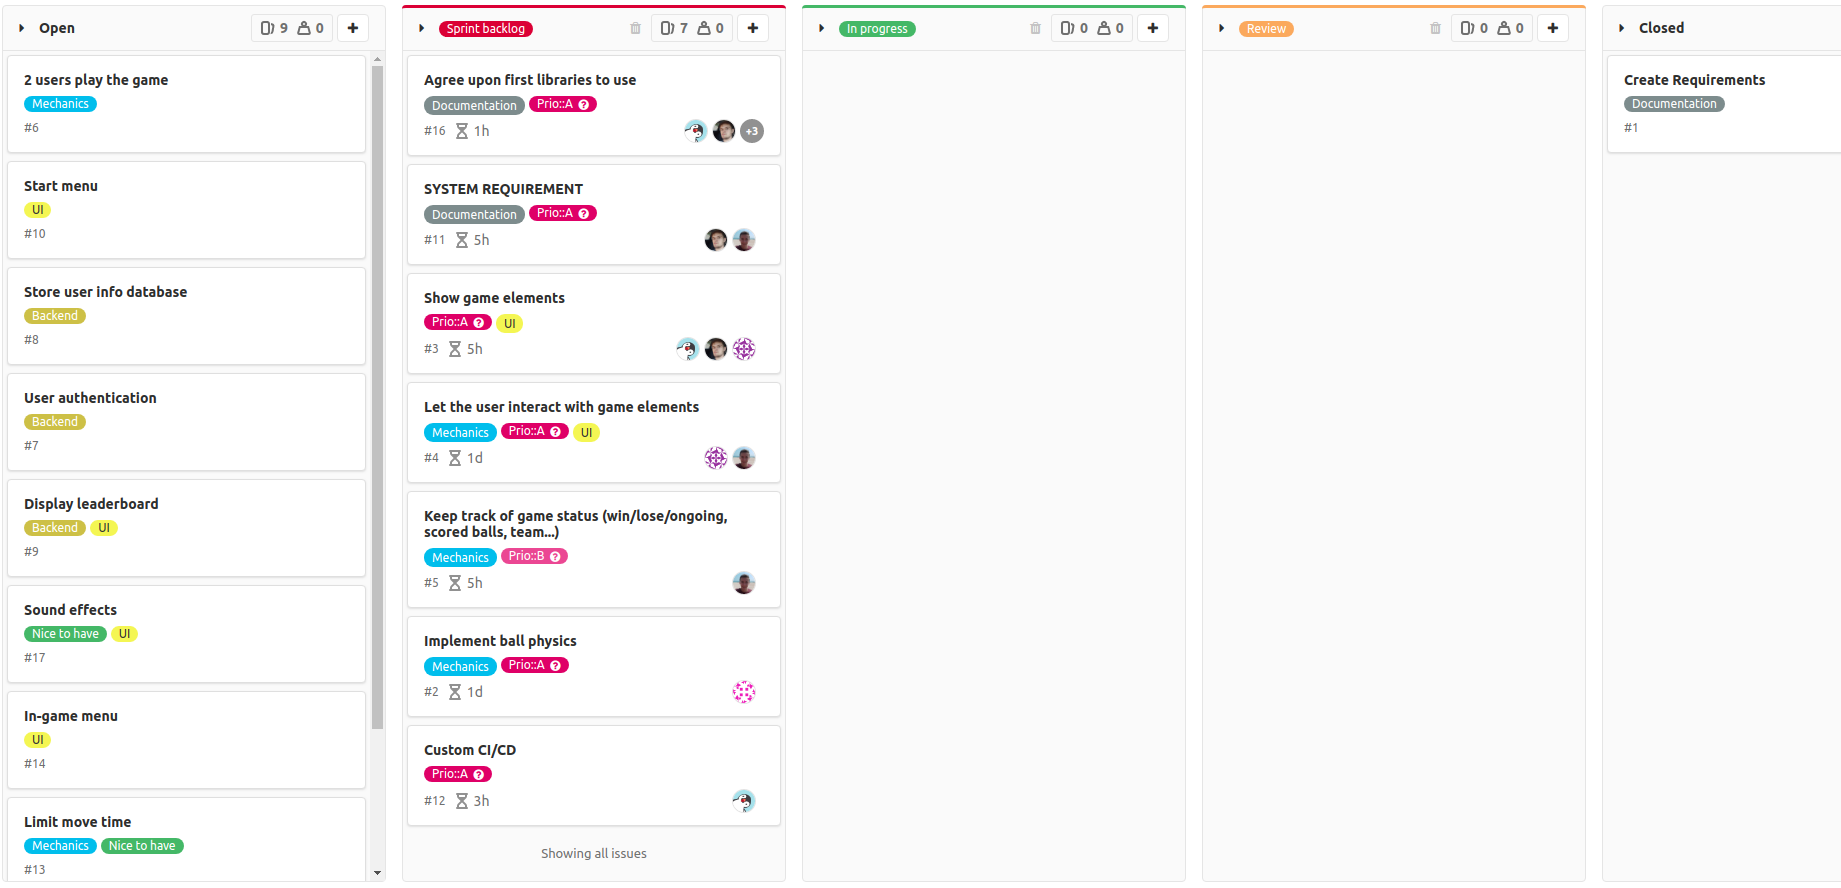 Open 9 0
2 users play the game
Mechanics
#6
Start menu
UI
#10
Store user info database
Backend
#8
User authentication
Backend
#7
Display leaderboard
Backend UI
#9
Sound effects
Nice to have UI
#17
In-game menu
UI
#14
Limit move time
Mechanics Nice to have
#13
Sprint backlog 7 0
Agree upon first libraries to use
Documentation Prio::A ?
#16 1h +3
SYSTEM REQUIREMENT
Documentation Prio::A ?
#11 5h
Show game elements
Prio::A ? UI
#3 5h
Let the user interact with game elements
Mechanics Prio::A ? UI
#4 1d
Keep track of game status (win/lose/ongoing,
scored balls, team...)
Mechanics Prio::B ?
#5 5h
Implement ball physics
Mechanics Prio::A ?
#2 1d
Custom CI/CD
Prio::A ?
#12 3h
Showing all issues
In progress 0 0
Review 0 0
Closed
Create Requirements
Documentation
#1